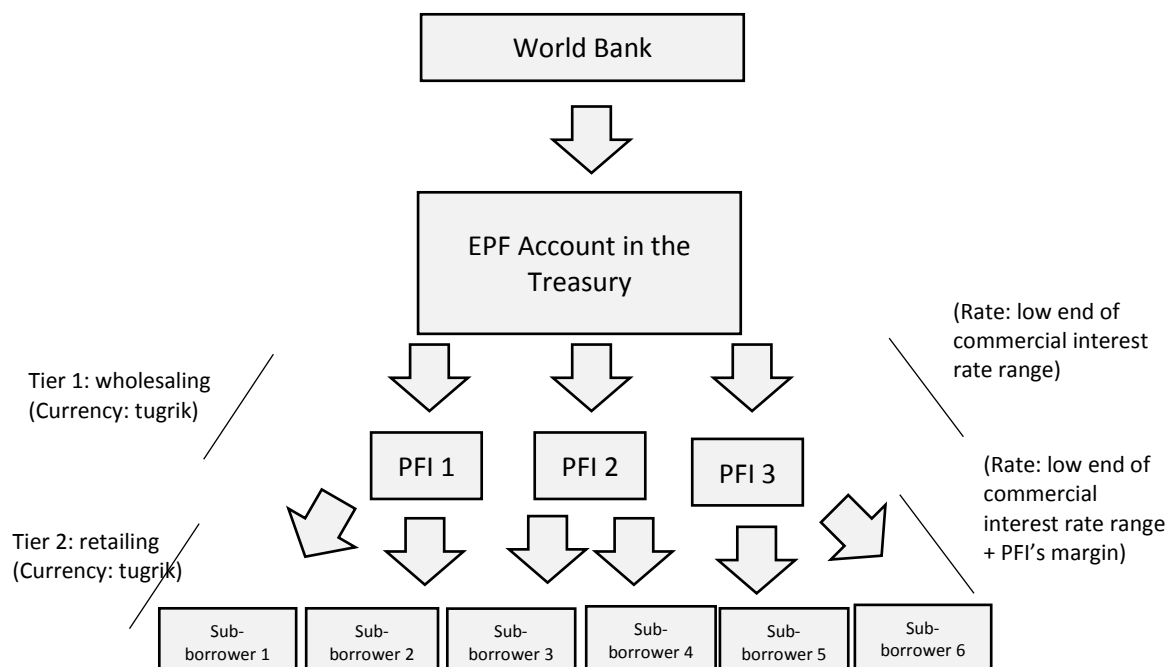 World Bank
EPF Account in the
Treasury
(Rate: low end of
commercial interest
rate range)
Tier 1: wholesaling
(Currency: tugrik)
PFI 1
PFI 2
PFI 3
(Rate: low end of
commercial
interest rate range
+ PFI’s margin)
Tier 2: retailing
(Currency: tugrik)
Sub-
borrower 1
Sub-
borrower 2
Sub-
borrower 3
Sub-
borrower 4
Sub-
borrower 5
Sub-
borrower 6